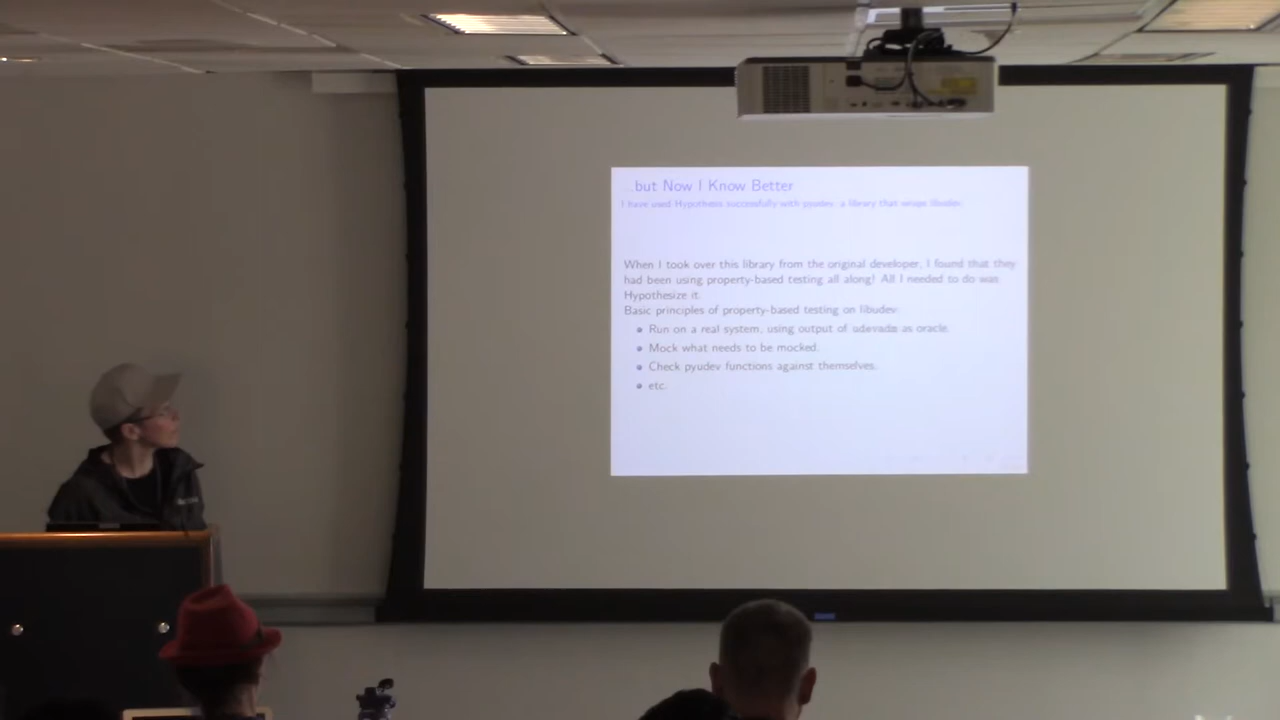 ...but Now I Know Better
I have used Hypothesis successfully with pyudev, a library that wraps libudev.
When I took over this library from the original developer, I found that they
had been using property-based testing all along! All I needed to do was
Hypothesize it.
Basic principles of property-based testing on libudev:
Run on a real system, using output of udevadm as oracle.
Mock what needs to be mocked.
Check pyudev functions against themselves.
etc.